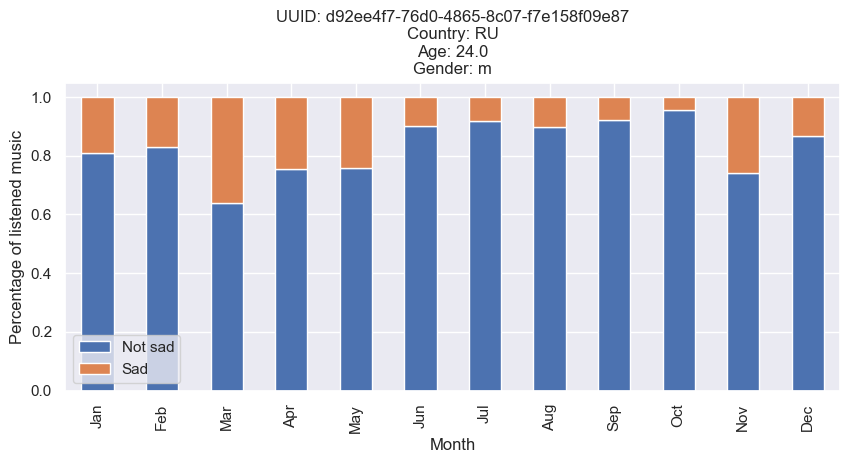 UUID: d92ee4f7-76d0-4865-8c07-f7e158f09e87
Country: RU
Age: 24.0
Gender: m
Percentage of listened music
1.0
0.8
0.6
0.4
0.2
0.0
Not sad
Sad
Jan
Feb
Mar
Apr
May
Jun
Jul
Aug
Sep
Oct
Nov
Dec
Month